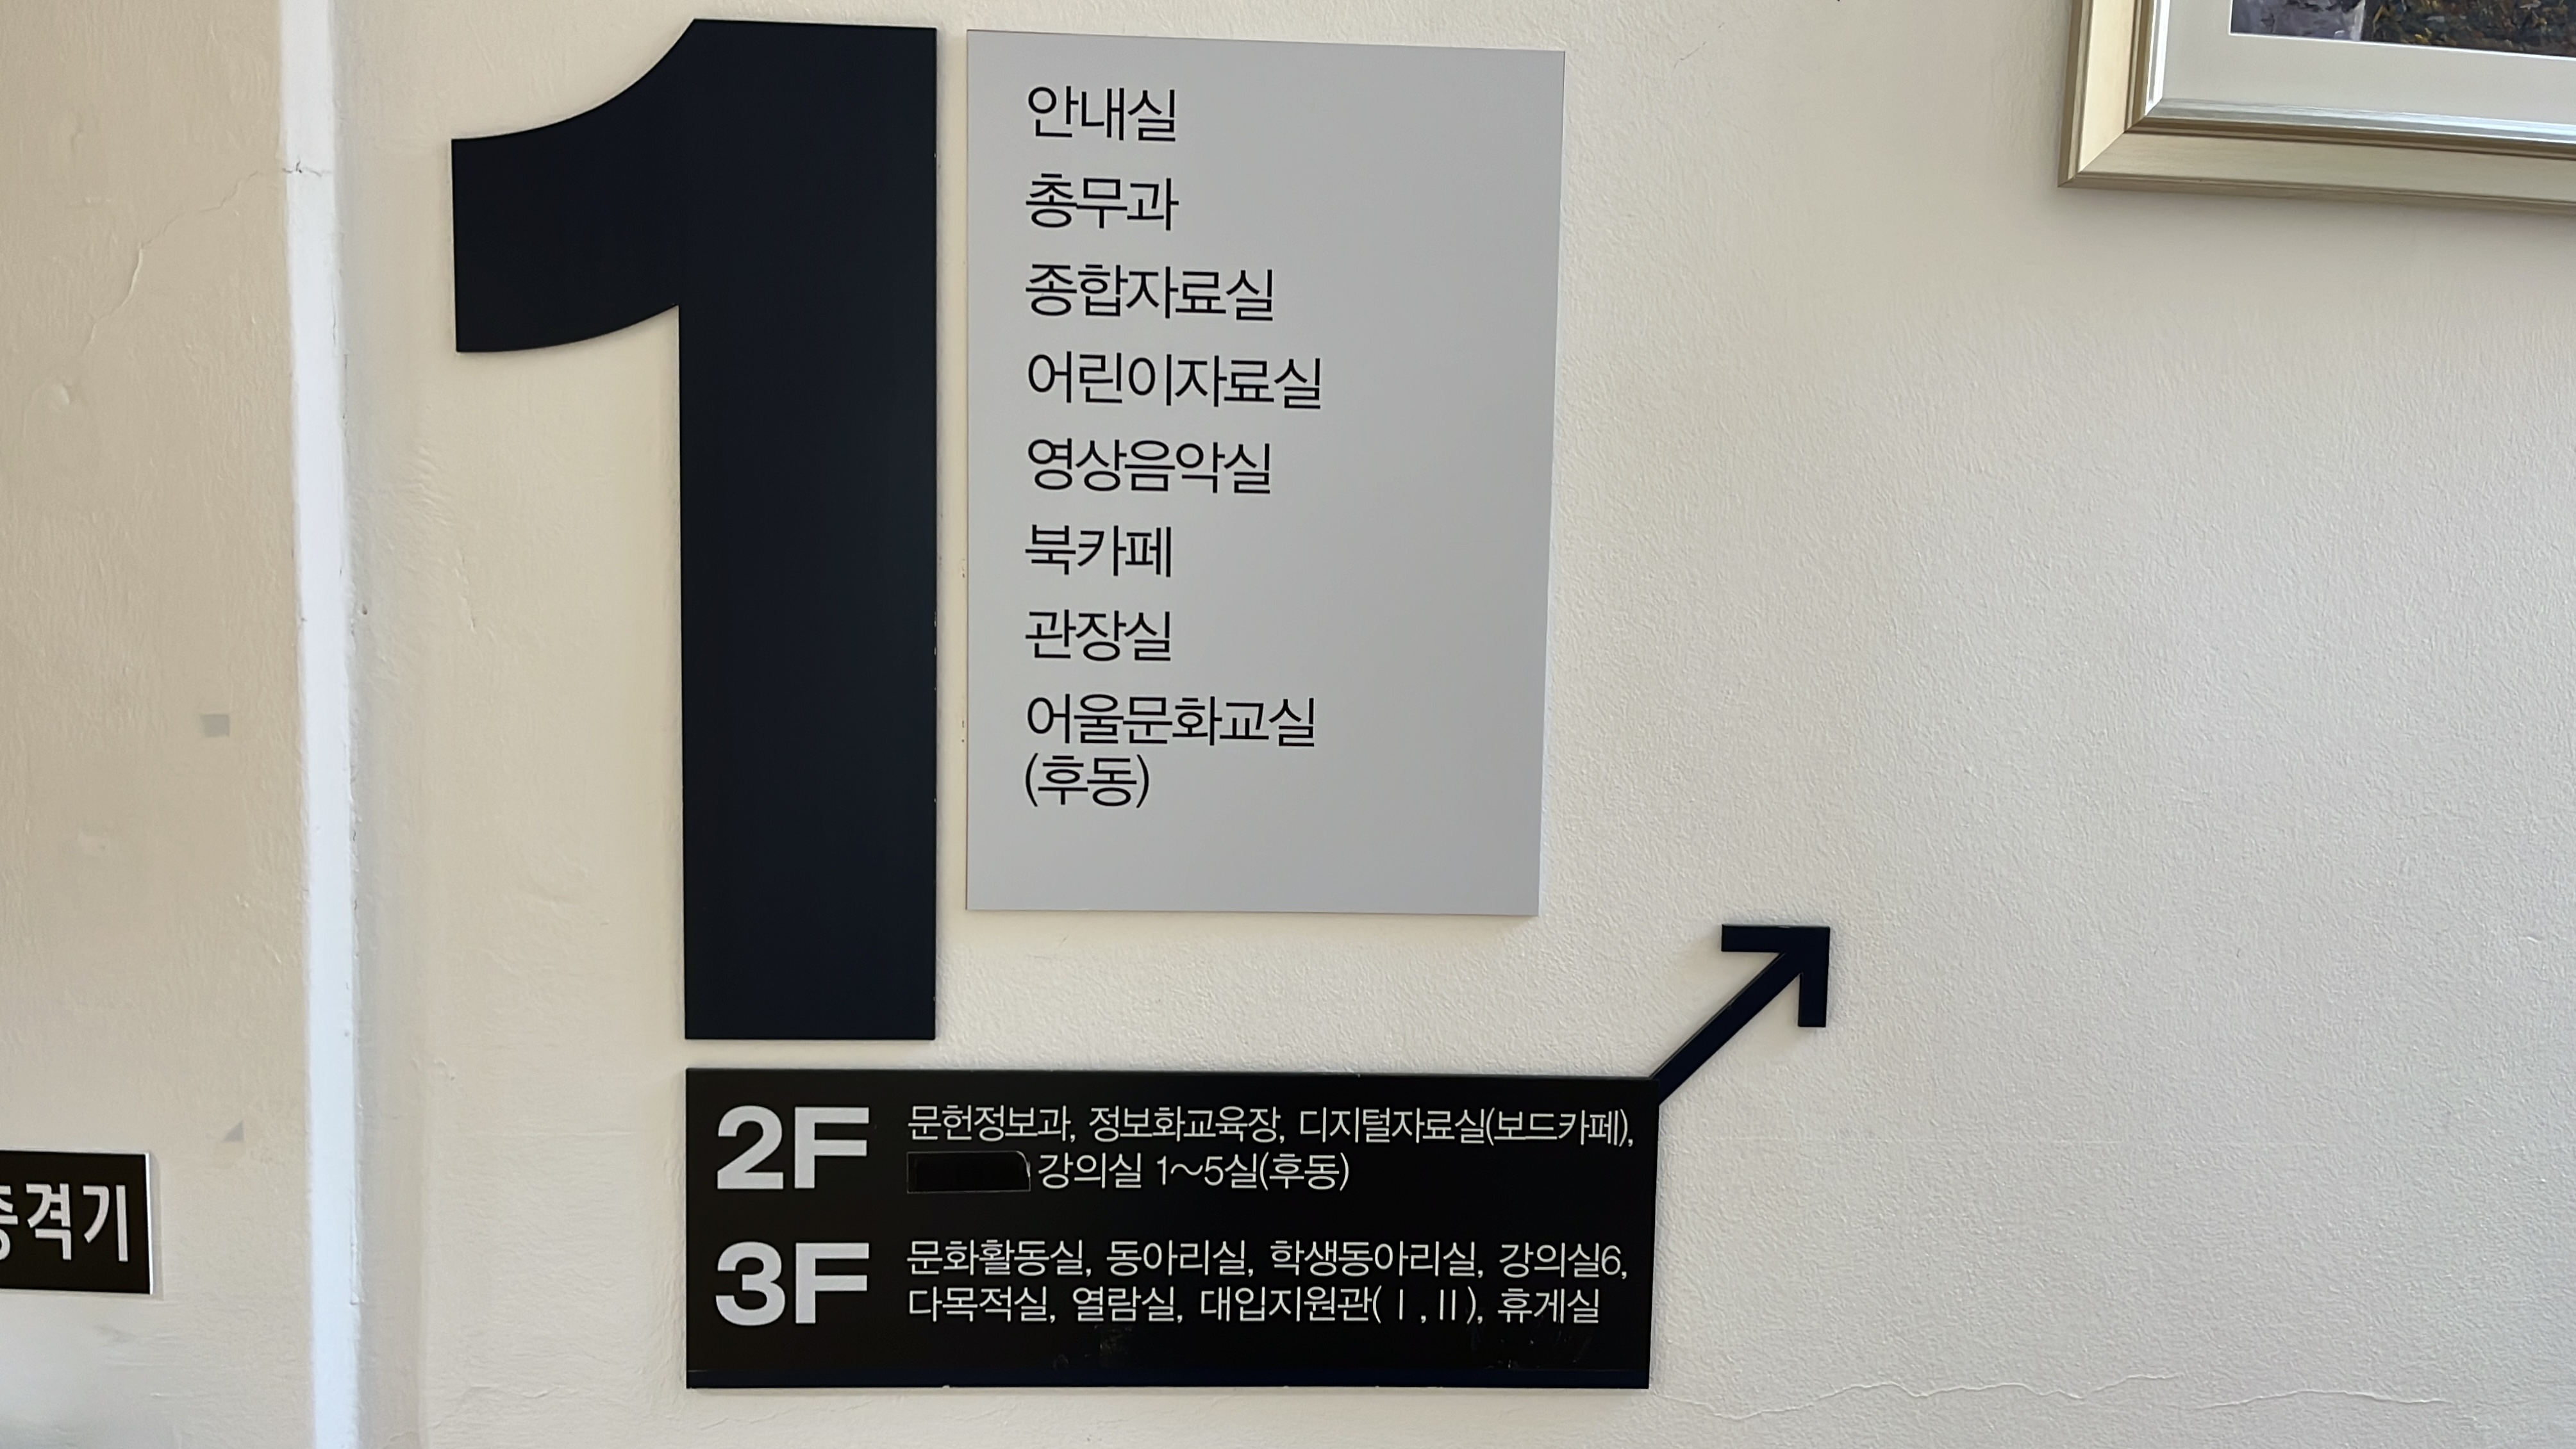 1
안내실
총무과
종합자료실
어린이자료실
영상음악실
북카페
관장실
어울문화교실
(후동)
2F
문헌정보과, 정보화교육장, 디지털자료실(보드카페),
강의실 1~5실(후동)
3F
문화활동실, 동아리실, 학생동아리실, 강의실6,
다목적실, 열람실, 대입지원관(Ⅰ,Ⅱ), 휴게실
격기